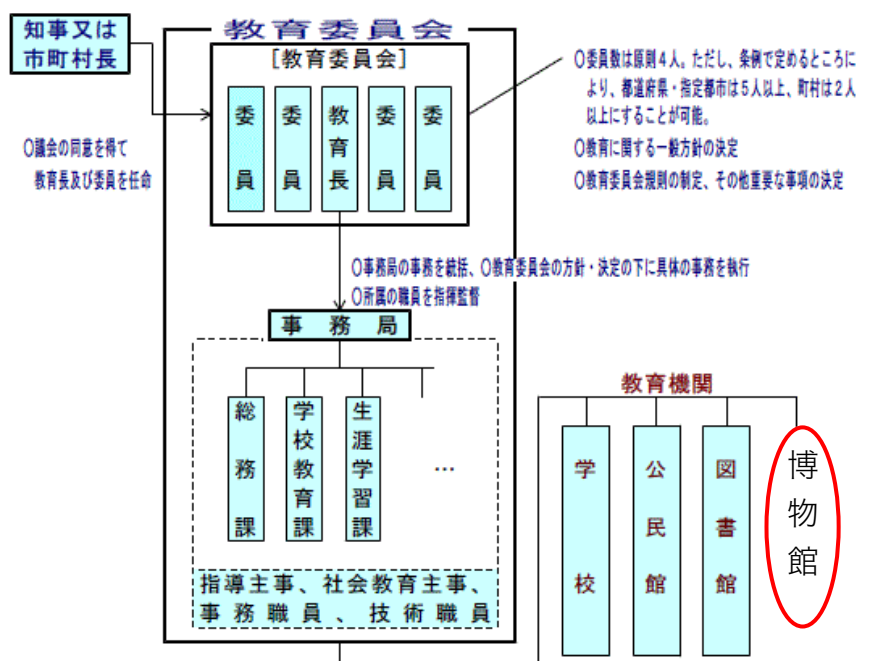 知事又は
市町村長
教育委員会
[教育委員会]
委員
委員
教育長
委員
委員
○議会の同意を得て
教育長及び委員を任命
○委員数は原則4人。ただし、条例で定めるところに
より、都道府県・指定都市は5人以上、町村は2人
以上にすることが可能。
○教育に関する一般方針の決定
○教育委員会規則の制定、その他重要な事項の決定
○事務局の事務を統括、○教育委員会の方針・決定の下に具体の事務を執行
○所属の職員を指揮監督
事務局
総務課
学校教育課
生涯学習課
…
指導主事、社会教育主事、
事務職員、技術職員
教育機関
学校
公民館
図書館
博物館